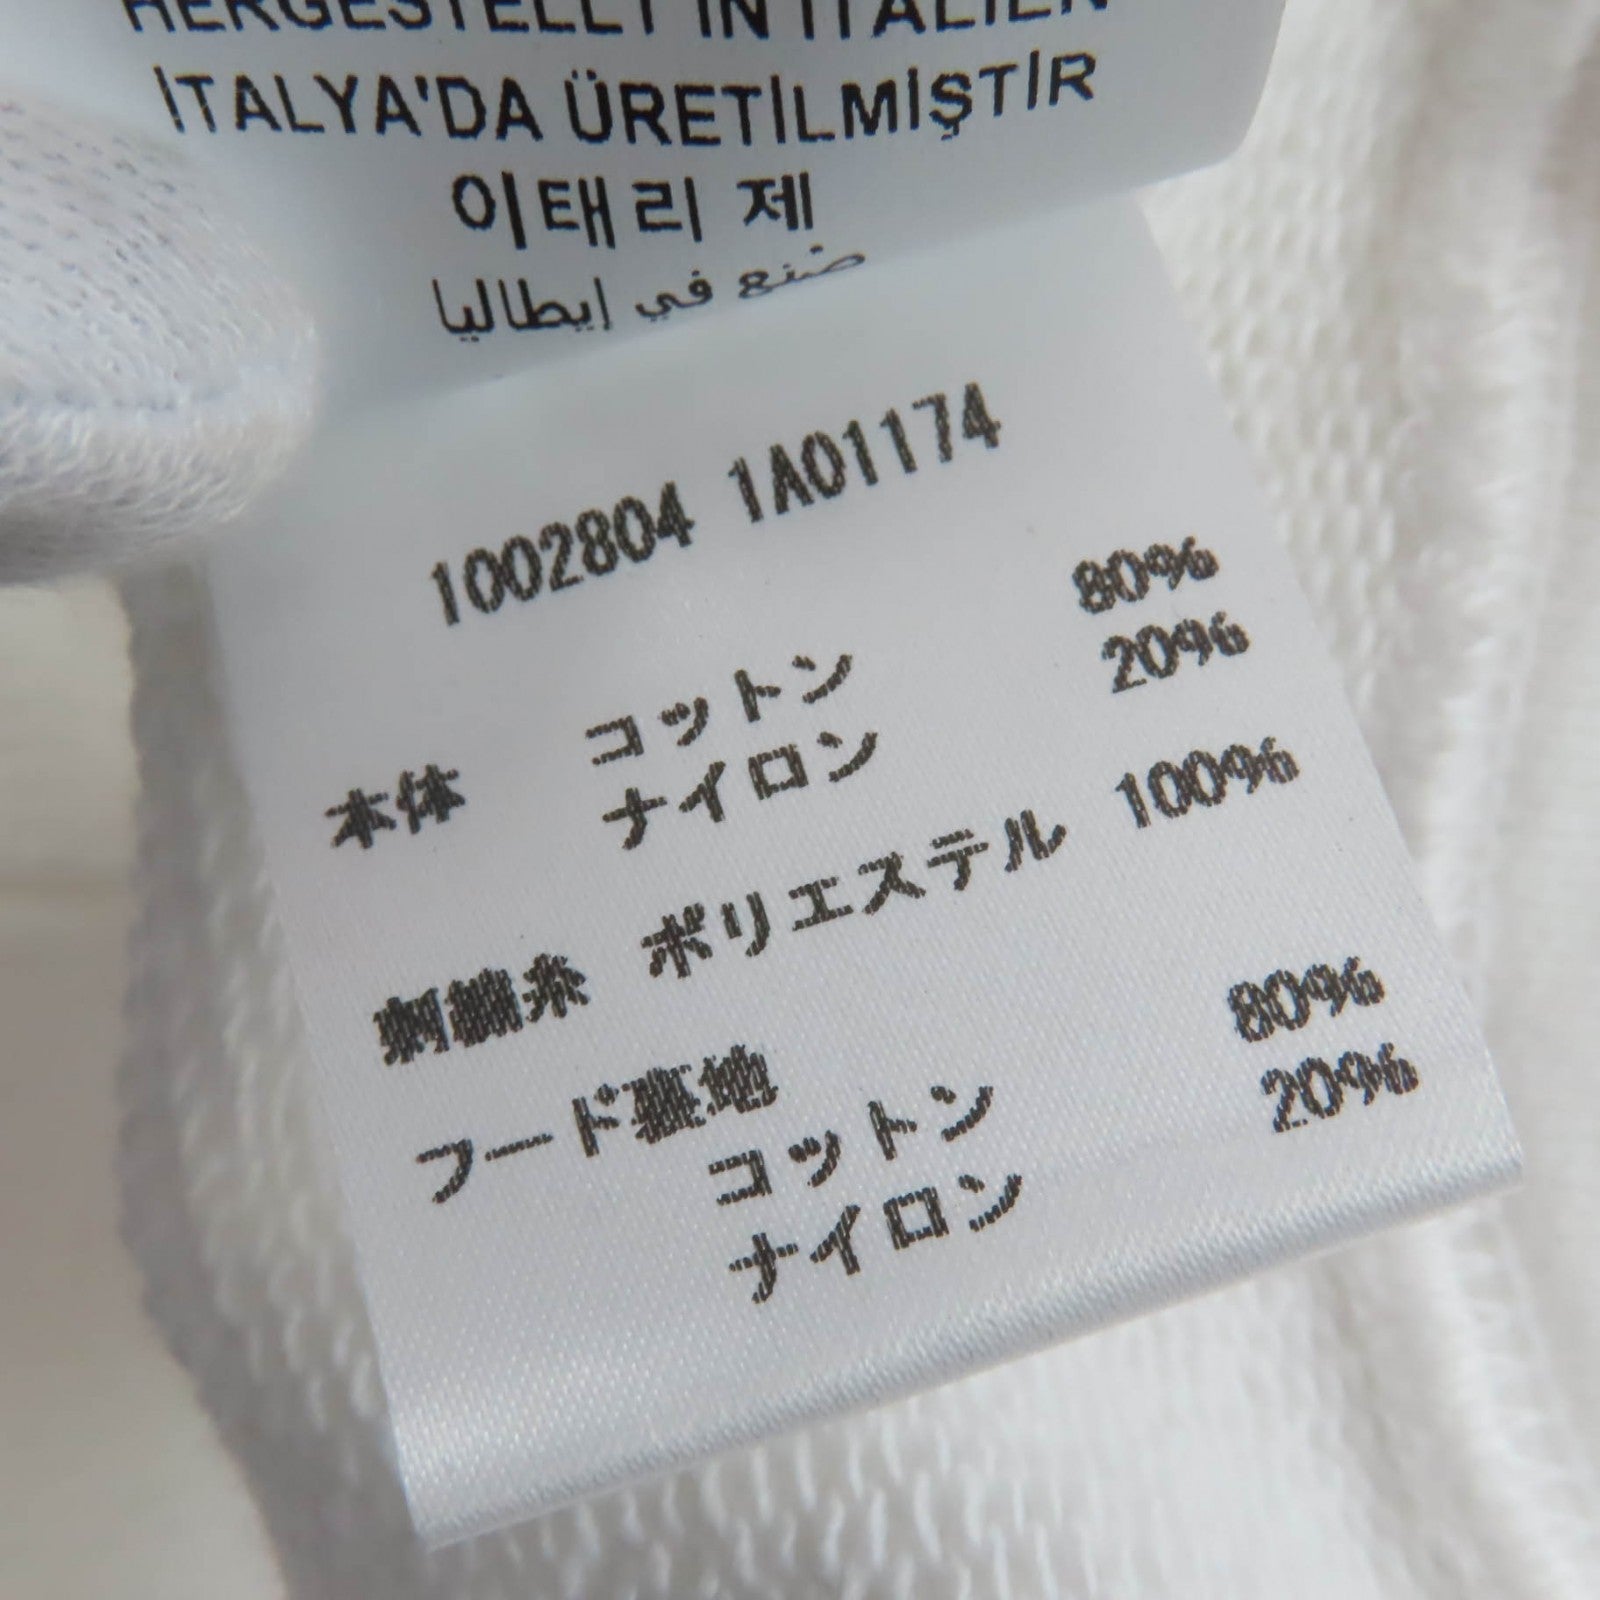 HERGESTELLT IN ITALIEN
İTALYA'DA ÜRETİLMİŞTİR
이태리 제
صنع في إيطاليا
1002804 1A01174
本体 コットン 80%
ナイロン 20%
刺繍糸 ポリエステル 100%
フード裏地
コットン 80%
ナイロン 20%